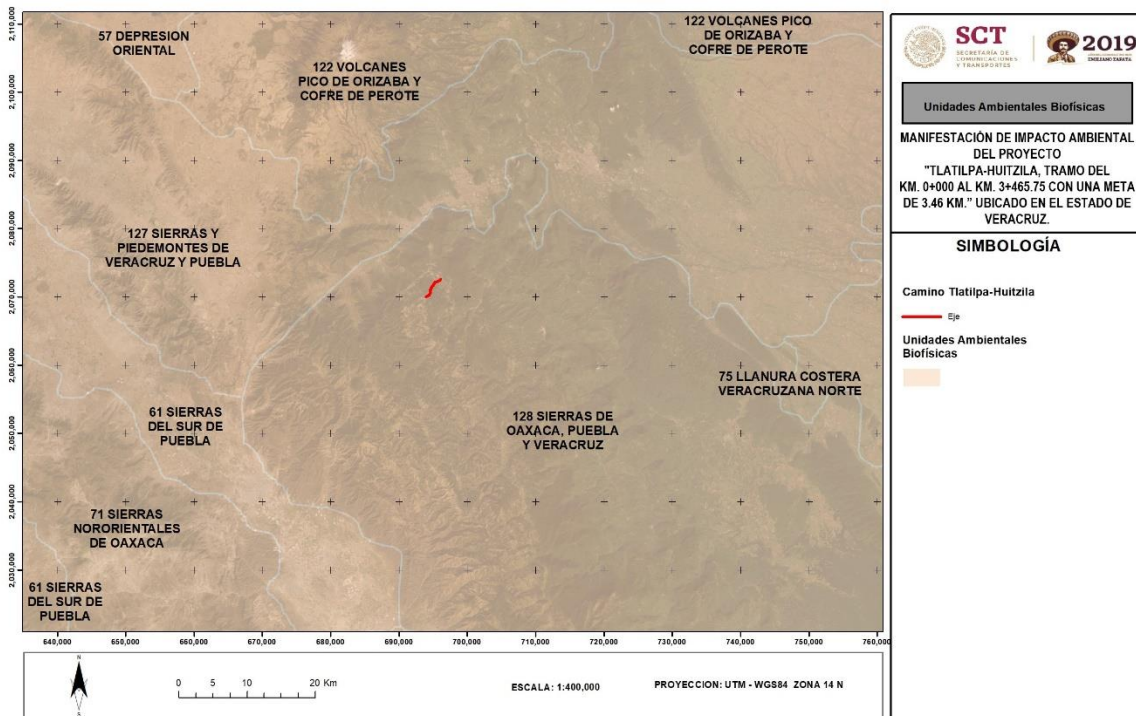 57 DEPRESION
ORIENTAL
122 VOLCANES
PICO DE ORIZABA Y
COFRE DE PEROTE
122 VOLCANES PICO
DE ORIZABA Y
COFRE DE PEROTE
127 SIERRAS Y
PIEDEMONTES DE
VERACRUZ Y PUEBLA
61 SIERRAS
DEL SUR DE
PUEBLA
128 SIERRAS DE
OAXACA, PUEBLA
Y VERACRUZ
75 LLANURA COSTERA
VERACRUZANA NORTE
71 SIERRAS
NORORIENTALES
DE OAXACA
61 SIERRAS
DEL SUR DE
PUEBLA
2,110,000
2,100,000
2,090,000
2,080,000
2,070,000
2,060,000
2,050,000
2,040,000
2,030,000
640,000 650,000 660,000 670,000 680,000 690,000 700,000 710,000 720,000 730,000 740,000 750,000 760,000
N
S
0 5 10 20 Km
ESCALA: 1:400,000
PROYECCION: UTM - WGS84 ZONA 14 N
SCT
SECRETARÍA DE
COMUNICACIONES
Y TRANSPORTES
2019
EMILIANO ZAPATA
Unidades Ambientales Biofísicas
MANIFESTACIÓN DE IMPACTO AMBIENTAL
DEL PROYECTO
"TLATILPA-HUITZILA, TRAMO DEL
KM. 0+000 AL KM. 3+465.75 CON UNA META
DE 3.46 KM.” UBICADO EN EL ESTADO DE
VERACRUZ.
SIMBOLOGÍA
Camino Tlatilpa-Huitzila
Eje
Unidades Ambientales
Biofísicas